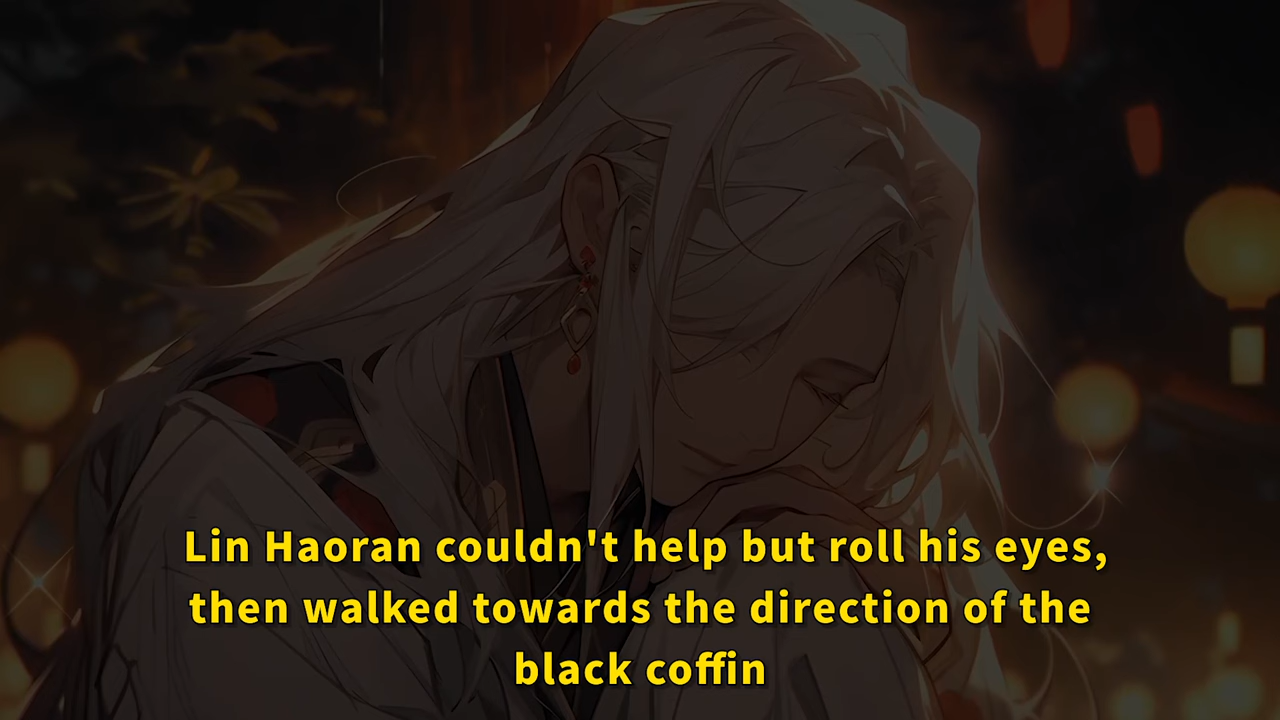 Lin Haoran couldn't help but roll his eyes,
then walked towards the direction of the
black coffin